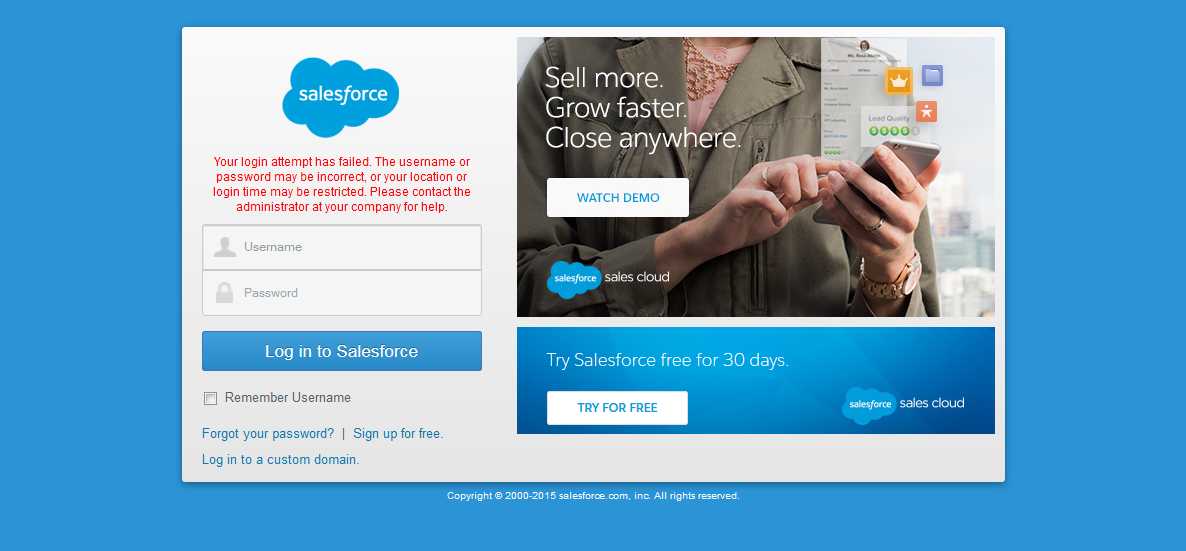 salesforce
Your login attempt has failed. The username or
password may be incorrect, or your location or
login time may be restricted. Please contact the
administrator at your company for help.
Username
Password
Log in to Salesforce
Remember Username
Forgot your password? | Sign up for free.
Log in to a custom domain.
Sell more.
Grow faster.
Close anywhere.
WATCH DEMO
Lead Quality
salesforce sales cloud
Try Salesforce free for 30 days.
TRY FOR FREE
salesforce sales cloud
Copyright © 2000-2015 salesforce.com, inc. All rights reserved.